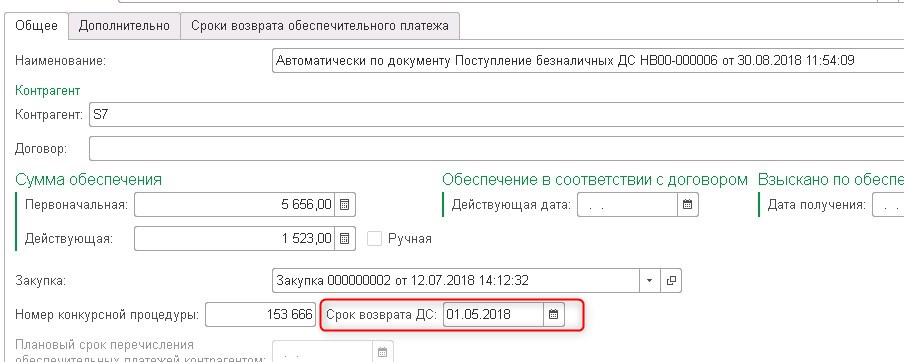 Общее Дополнительно Сроки возврата обеспечительного платежа
Наименование: Автоматически по документу Поступление безналичных ДС НВ00-000006 от 30.08.2018 11:54:09
Контрагент
Контрагент: S7
Договор:
Сумма обеспечения Обеспечение в соответствии с договором Взыскано по обеспе
Первоначальная: 5 656,00 Действующая дата: . . Дата получения: . .
Действующая: 1 523,00 Ручная
Закупка: Закупка 000000002 от 12.07.2018 14:12:32
Номер конкурсной процедуры: 153 666 Срок возврата ДС: 01.05.2018
Плановый срок перечисления . .
обеспечительных платежей контрагентом: